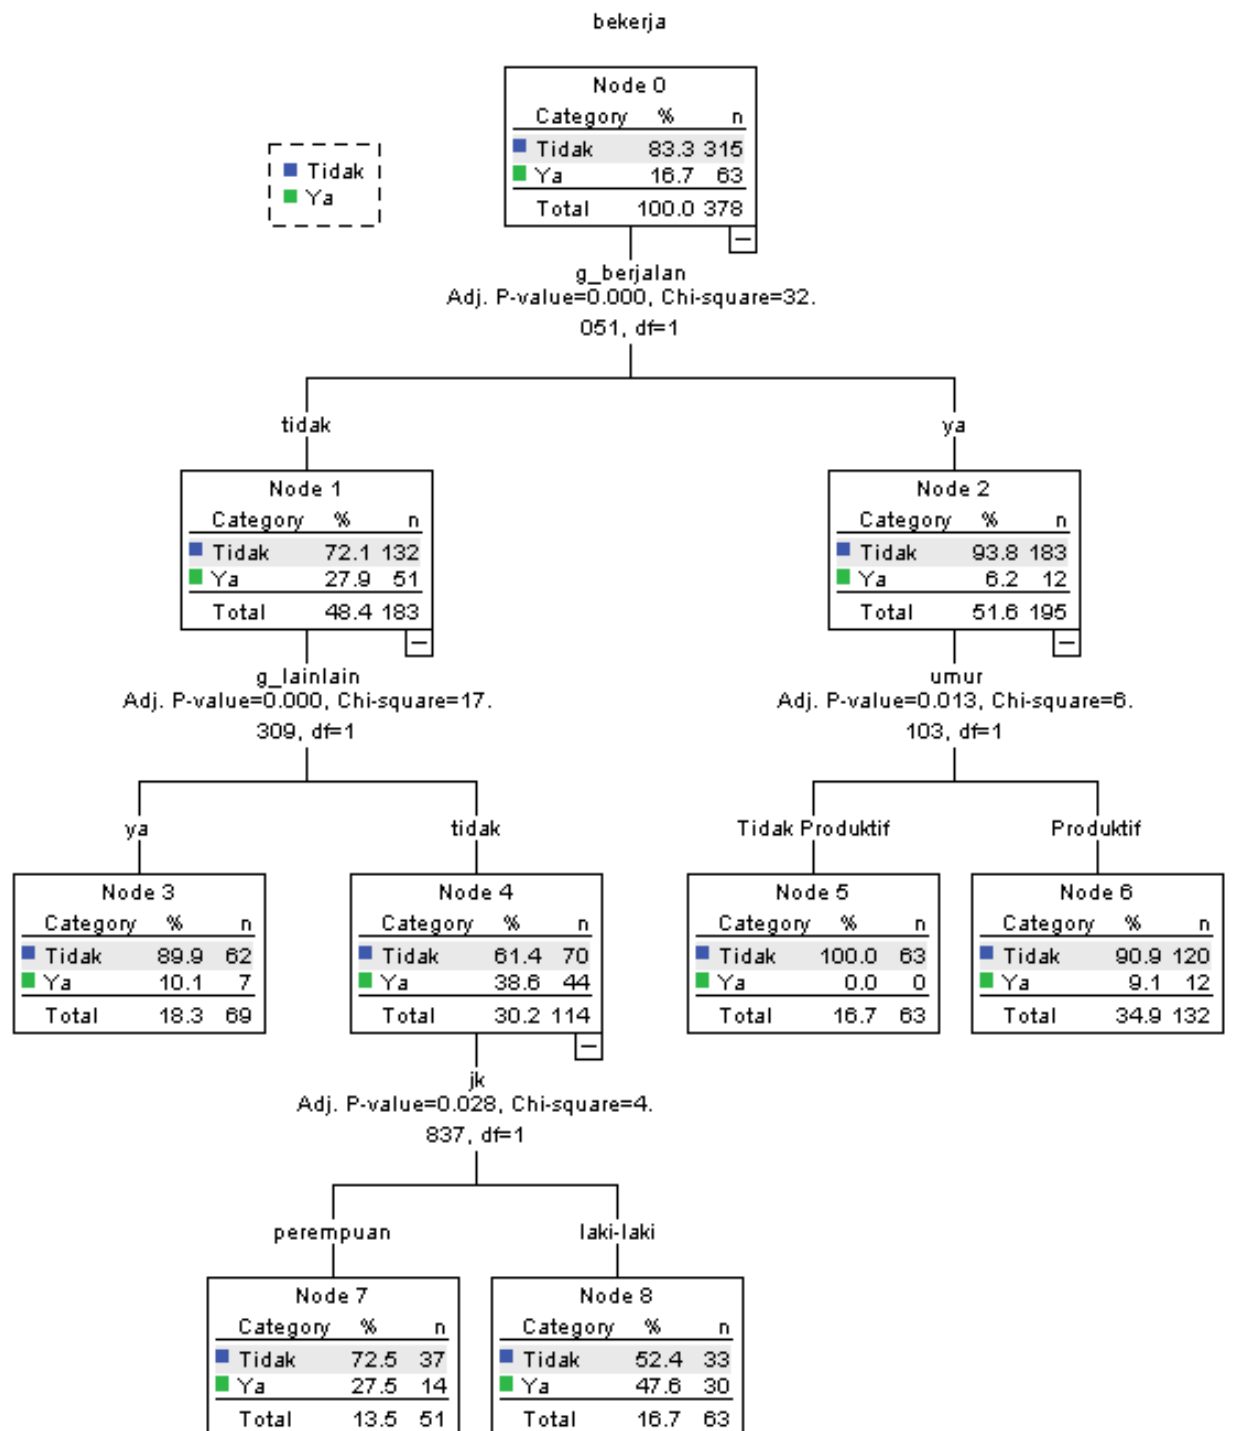 bekerja
Node 0
Category % n
Tidak 83.3 315
Ya 16.7 63
Total 100.0 378
Tidak
Ya
g_berjalan
Adj. P-value=0.000, Chi-square=32.
051, df=1
tidak
ya
Node 1
Category % n
Tidak 72.1 132
Ya 27.9 51
Total 48.4 183
Node 2
Category % n
Tidak 93.8 183
Ya 6.2 12
Total 51.6 195
g_lainlain
Adj. P-value=0.000, Chi-square=17.
309, df=1
umur
Adj. P-value=0.013, Chi-square=6.
103, df=1
ya
tidak
Tidak Produktif
Produktif
Node 3
Category % n
Tidak 89.9 62
Ya 10.1 7
Total 18.3 69
Node 4
Category % n
Tidak 61.4 70
Ya 38.6 44
Total 30.2 114
Node 5
Category % n
Tidak 100.0 63
Ya 0.0 0
Total 16.7 63
Node 6
Category % n
Tidak 90.9 120
Ya 9.1 12
Total 34.9 132
jk
Adj. P-value=0.028, Chi-square=4.
837, df=1
perempuan
laki-laki
Node 7
Category % n
Tidak 72.5 37
Ya 27.5 14
Total 13.5 51
Node 8
Category % n
Tidak 52.4 33
Ya 47.6 30
Total 16.7 63